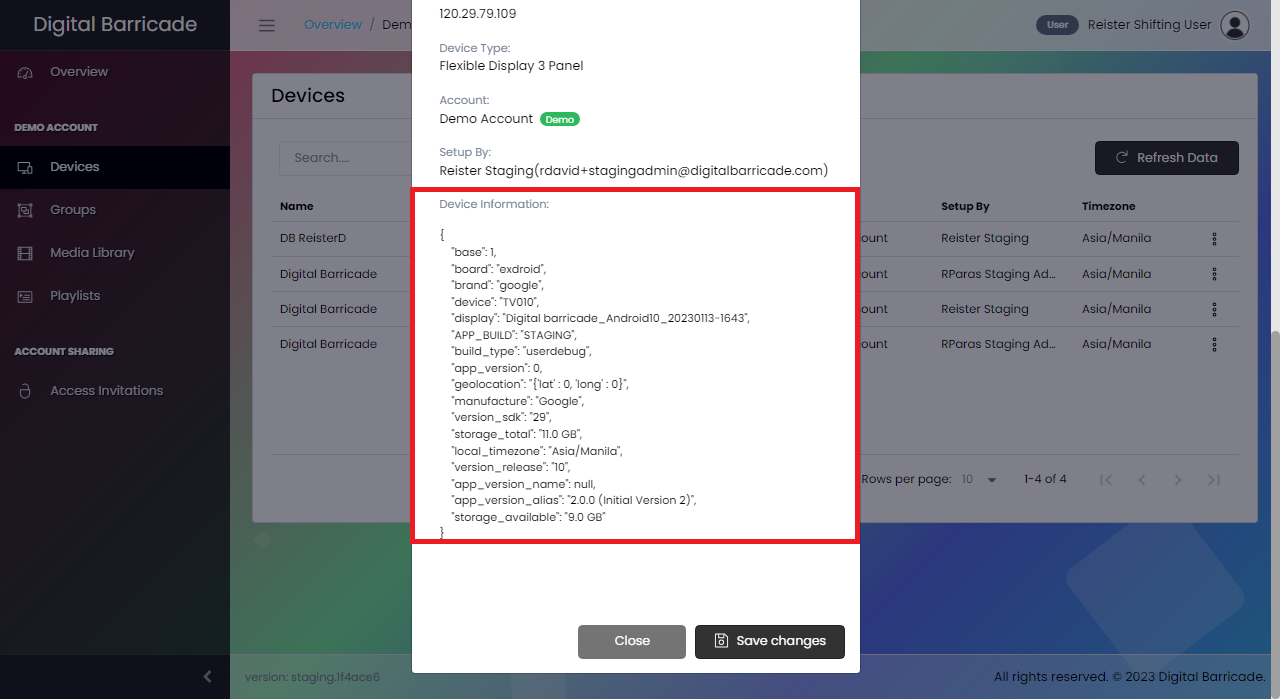 Digital Barricade
Overview / Dem
User Reister Shifting User
Overview
DEMO ACCOUNT
Devices
Groups
Media Library
Playlists
ACCOUNT SHARING
Access Invitations
Devices
Search....
Refresh Data
Name Setup By Timezone
DB ReisterD ount Reister Staging Asia/Manila
Digital Barricade ount RParas Staging Ad... Asia/Manila
Digital Barricade ount Reister Staging Asia/Manila
Digital Barricade ount RParas Staging Ad... Asia/Manila
Rows per page: 10 1-4 of 4
120.29.79.109
Device Type:
Flexible Display 3 Panel
Account:
Demo Account Demo
Setup By:
Reister Staging(rdavid+stagingadmin@digitalbarricade.com)
Device Information:
{
"base": 1,
"board": "exdroid",
"brand": "google",
"device": "TV010",
"display": "Digital barricade_Android10_20230113-1643",
"APP_BUILD": "STAGING",
"build_type": "userdebug",
"app_version": 0,
"geolocation": "{'lat' : 0, 'long' : 0}",
"manufacture": "Google",
"version_sdk": "29",
"storage_total": "11.0 GB",
"local_timezone": "Asia/Manila",
"version_release": "10",
"app_version_name": null,
"app_version_alias": "2.0.0 (Initial Version 2)",
"storage_available": "9.0 GB"
}
Close Save changes
version: staging.1f4ace6
All rights reserved. © 2023 Digital Barricade.